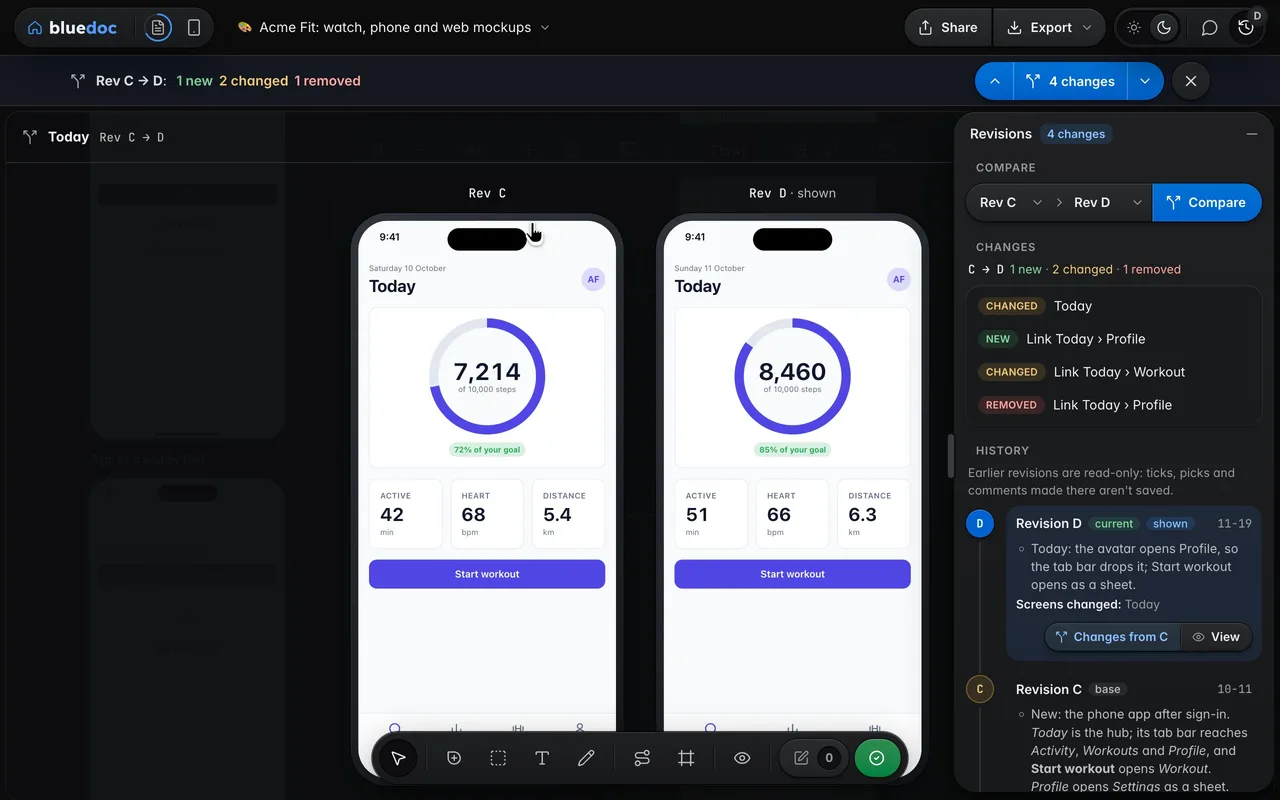 bluedoc
Acme Fit: watch, phone and web mockups
Share
Export
D
Rev C → D: 1 new 2 changed 1 removed
4 changes
Today Rev C → D
Rev C
9:41
Saturday 10 October
Today
AF
7,214
of 10,000 steps
72% of your goal
ACTIVE
42
min
HEART
68
bpm
DISTANCE
5.4
km
Start workout
Rev D · shown
9:41
Sunday 11 October
Today
AF
8,460
of 10,000 steps
85% of your goal
ACTIVE
51
min
HEART
66
bpm
DISTANCE
6.3
km
Start workout
0
Revisions 4 changes
COMPARE
Rev C
Rev D
Compare
CHANGES
C → D 1 new · 2 changed · 1 removed
CHANGED Today
NEW Link Today › Profile
CHANGED Link Today › Workout
REMOVED Link Today › Profile
HISTORY
Earlier revisions are read-only: ticks, picks and
comments made there aren't saved.
D Revision D current shown 11-19
Today: the avatar opens Profile, so
the tab bar drops it; Start workout
opens as a sheet.
Screens changed: Today
Changes from C
View
C Revision C base 10-11
New: the phone app after sign-in.
Today is the hub; its tab bar reaches
Activity, Workouts and Profile, and
Start workout opens Workout.
Profile opens Settings as a sheet.